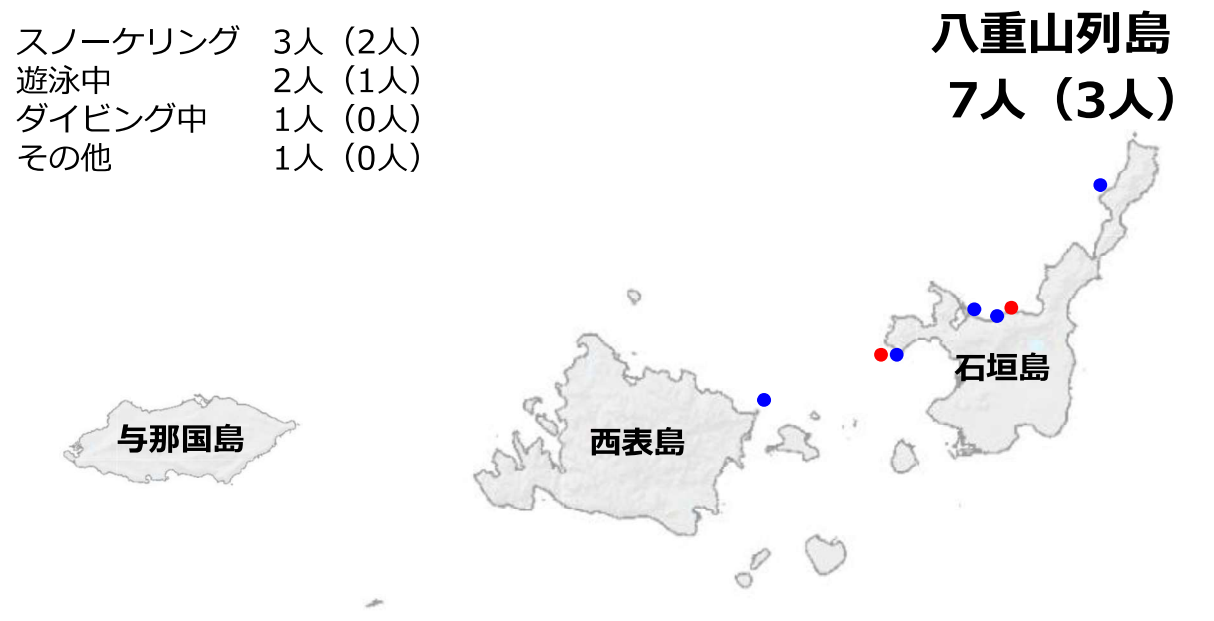 八重山列島
7人（3人）
スノーケリング 3人（2人）
遊泳中 2人（1人）
ダイビング中 1人（0人）
その他 1人（0人）
石垣島
西表島
与那国島